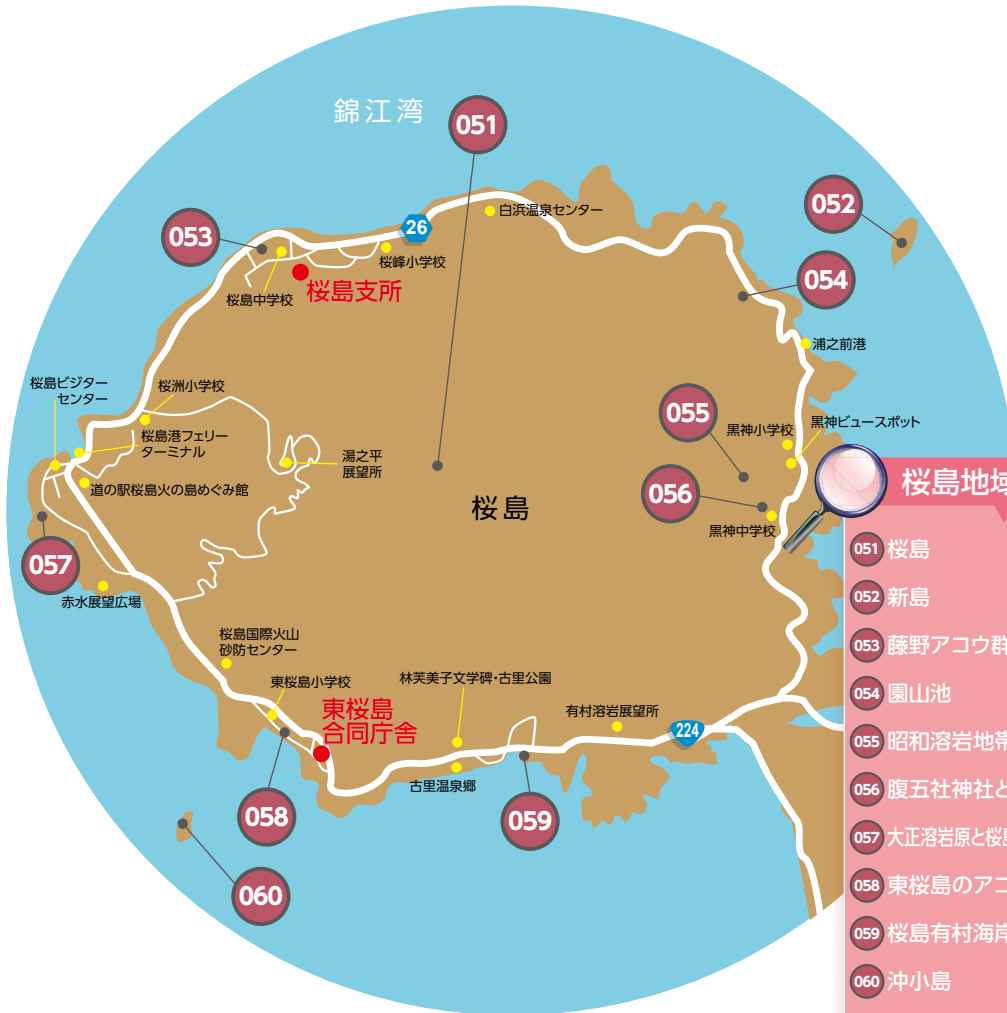 錦江湾
051
052
053
26
白浜温泉センター
桜峰小学校
054
桜島中学校
桜島支所
浦之前港
桜島ビジター
センター
桜洲小学校
055
黒神小学校
黒神ビュースポット
桜島港フェリー
ターミナル
湯之平
展望所
道の駅桜島火の島めぐみ館
056
桜島
黒神中学校
057
赤水展望広場
桜島国際火山
砂防センター
東桜島小学校
林芙美子文学碑・古里公園
東桜島
合同庁舎
有村溶岩展望所
224
古里温泉郷
058
059
060
桜島地域
051 桜島
052 新島
053 藤野アコウ群
054 園山池
055 昭和溶岩地帯
056 腹五社神社と
057 大正溶岩原と桜島
058 東桜島のアコ
059 桜島有村海岸
060 沖小島